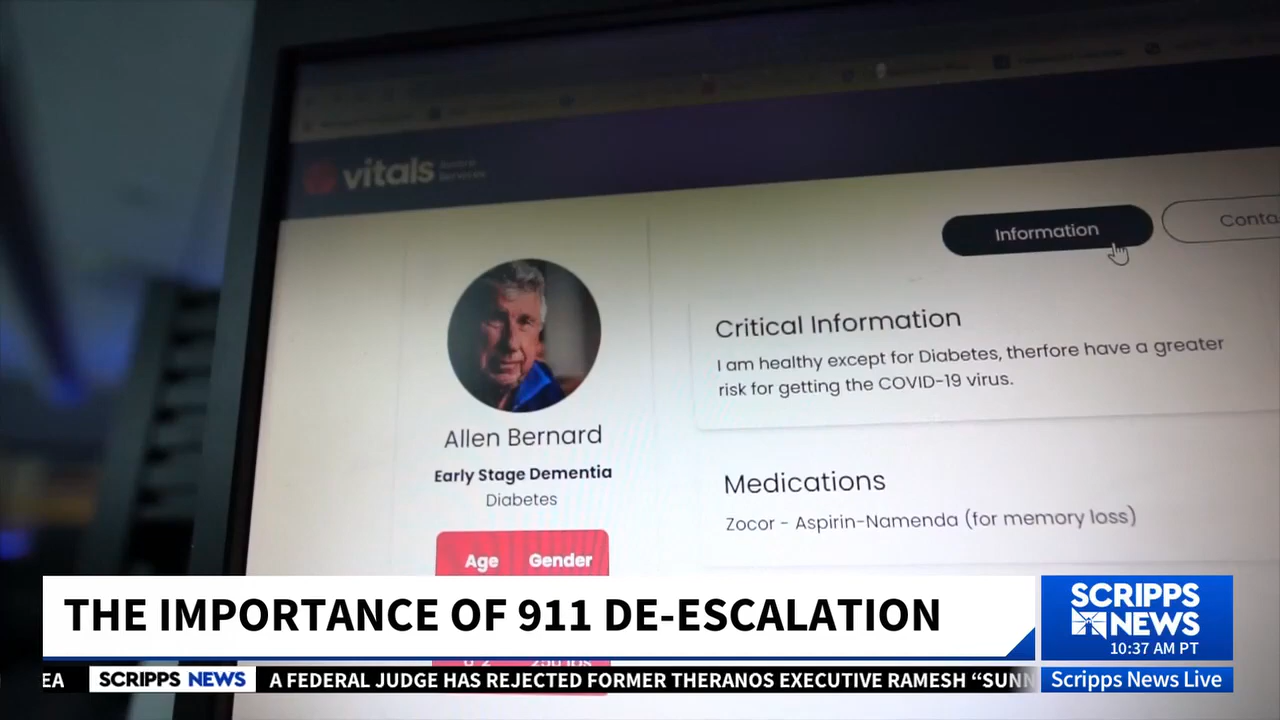 vitals
Information
Conta
Critical Information
I am healthy except for Diabetes, therfore have a greater
risk for getting the COVID-19 virus.
Allen Bernard
Early Stage Dementia
Diabetes
Medications
Zocor - Aspirin-Namenda (for memory loss)
Age Gender
THE IMPORTANCE OF 911 DE-ESCALATION
SCRIPPS
NEWS
10:37 AM PT
EA SCRIPPS NEWS A FEDERAL JUDGE HAS REJECTED FORMER THERANOS EXECUTIVE RAMESH “SUNN
Scripps News Live